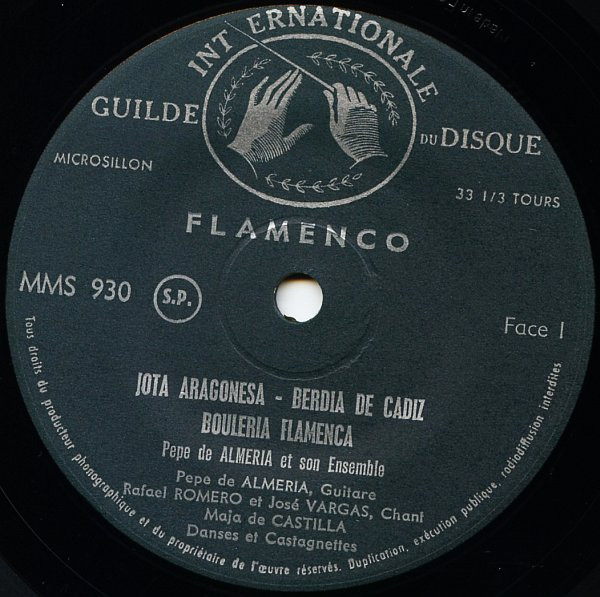 GUILDE INTERNATIONALE DU DISQUE
MICROSILLON
33 1/3 TOURS
FLAMENCO
MMS 930
S.P.
Face 1
JOTA ARAGONESA - BERDIA DE CADIZ
BOULERIA FLAMENCA
Pepe de ALMERIA et son Ensemble
Pepe de ALMERIA, Guitare
Rafael ROMERO et José VARGAS, Chant
Maja de CASTILLA
Danses et Castagnettes
Tous droits du producteur phonographique et du propriétaire de l'œuvre réservés. Duplication, exécution publique, radiodiffusion interdites